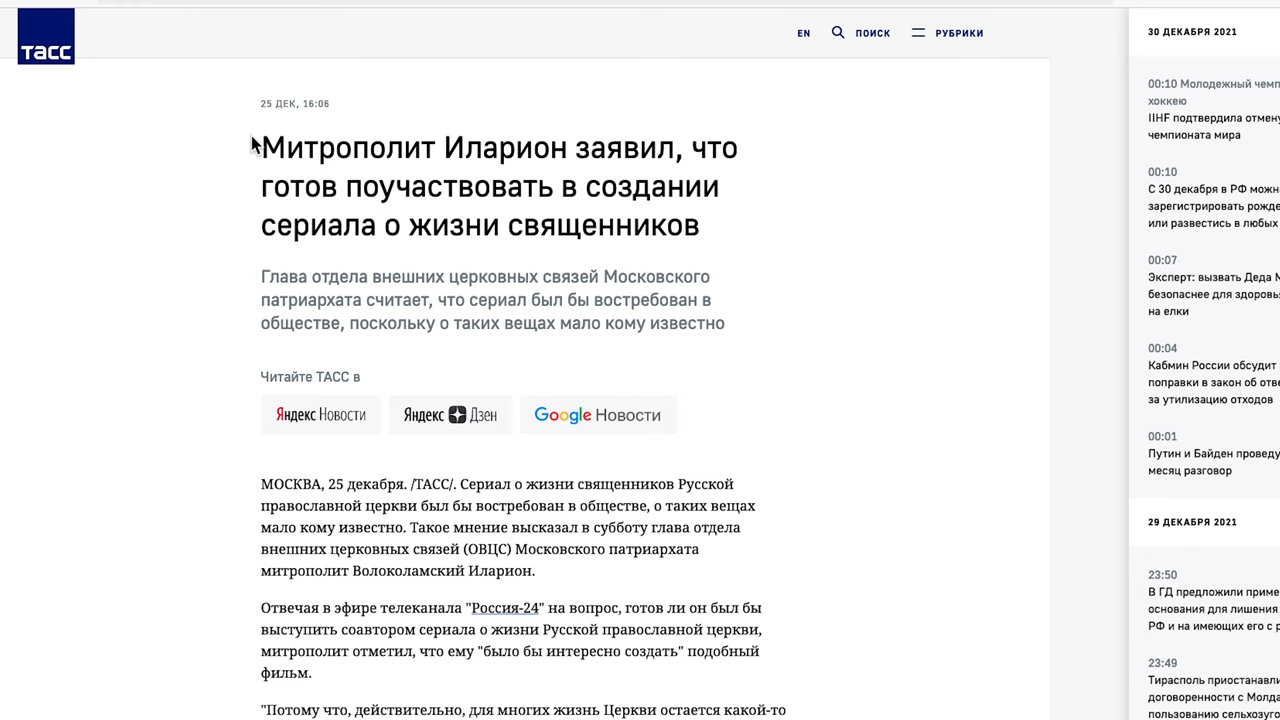 тасс
EN
ПОИСК
РУБРИКИ
25 ДЕК, 16:06
Митрополит Иларион заявил, что
готов поучаствовать в создании
сериала о жизни священников
Глава отдела внешних церковных связей Московского
патриархата считает, что сериал был бы востребован в
обществе, поскольку о таких вещах мало кому известно
Читайте ТАСС в
Яндекс Новости
Яндекс Дзен
Google Новости
МОСКВА, 25 декабря. /ТАСС/. Сериал о жизни священников Русской
православной церкви был бы востребован в обществе, о таких вещах
мало кому известно. Такое мнение высказал в субботу глава отдела
внешних церковных связей (ОВЦС) Московского патриархата
митрополит Волоколамский Иларион.
Отвечая в эфире телеканала "Россия-24" на вопрос, готов ли он был бы
выступить соавтором сериала о жизни Русской православной церкви,
митрополит отметил, что ему "было бы интересно создать" подобный
фильм.
"Потому что, действительно, для многих жизнь Церкви остается какой-то
30 ДЕКАБРЯ 2021
00:10 Молодежный
хоккею
IIHF подтвердила
чемпионата мира
00:10
С 30 декабря в РФ
зарегистрировать
или развестись в любых
00:07
Эксперт: вызвать Деда
безопаснее для
на елки
00:04
Кабмин России обсудит
поправки в закон об
за утилизацию отходов
00:01
Путин и Байден
месяц разговор
29 ДЕКАБРЯ 2021
23:50
В ГД предложили
основания для лишения
РФ и на имеющих его с
23:49
Тирасполь
договоренности с
пользованию